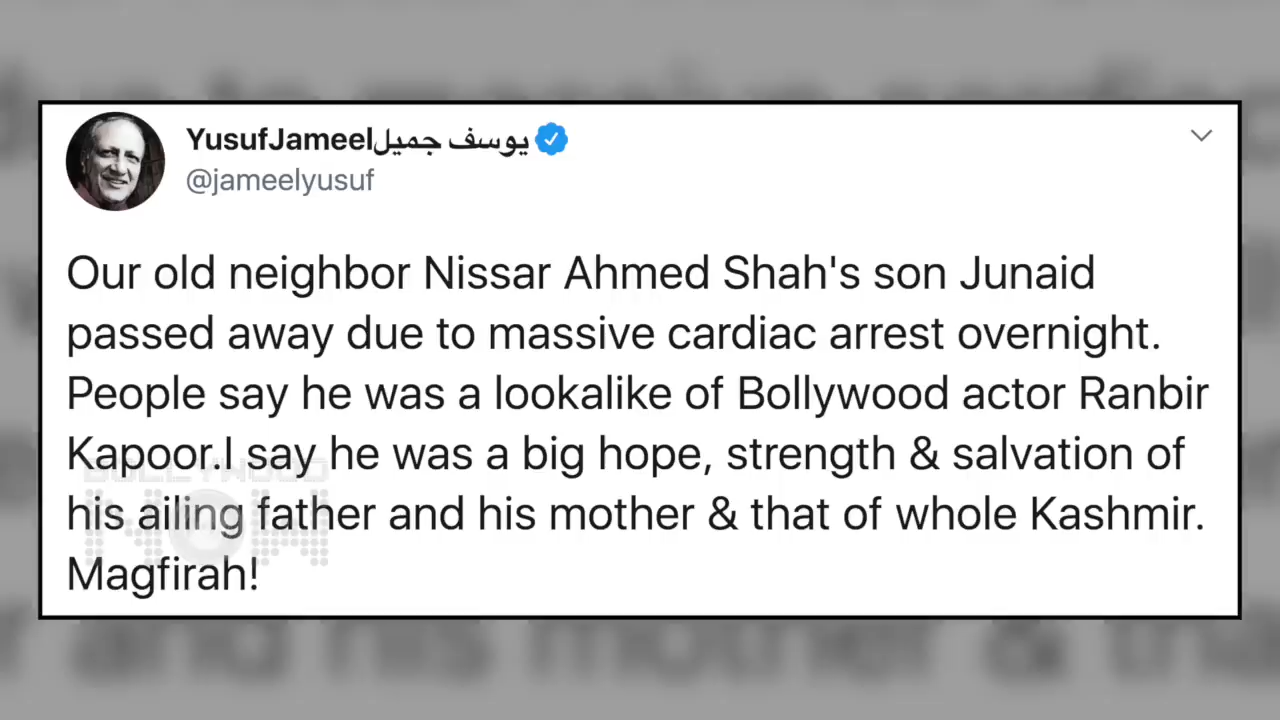 YusufJameelيوسف جميل
@jameelyusuf
Our old neighbor Nissar Ahmed Shah's son Junaid
passed away due to massive cardiac arrest overnight.
People say he was a lookalike of Bollywood actor Ranbir
Kapoor.I say he was a big hope, strength & salvation of
his ailing father and his mother & that of whole Kashmir.
Magfirah!
BOLLYWOOD
NOW